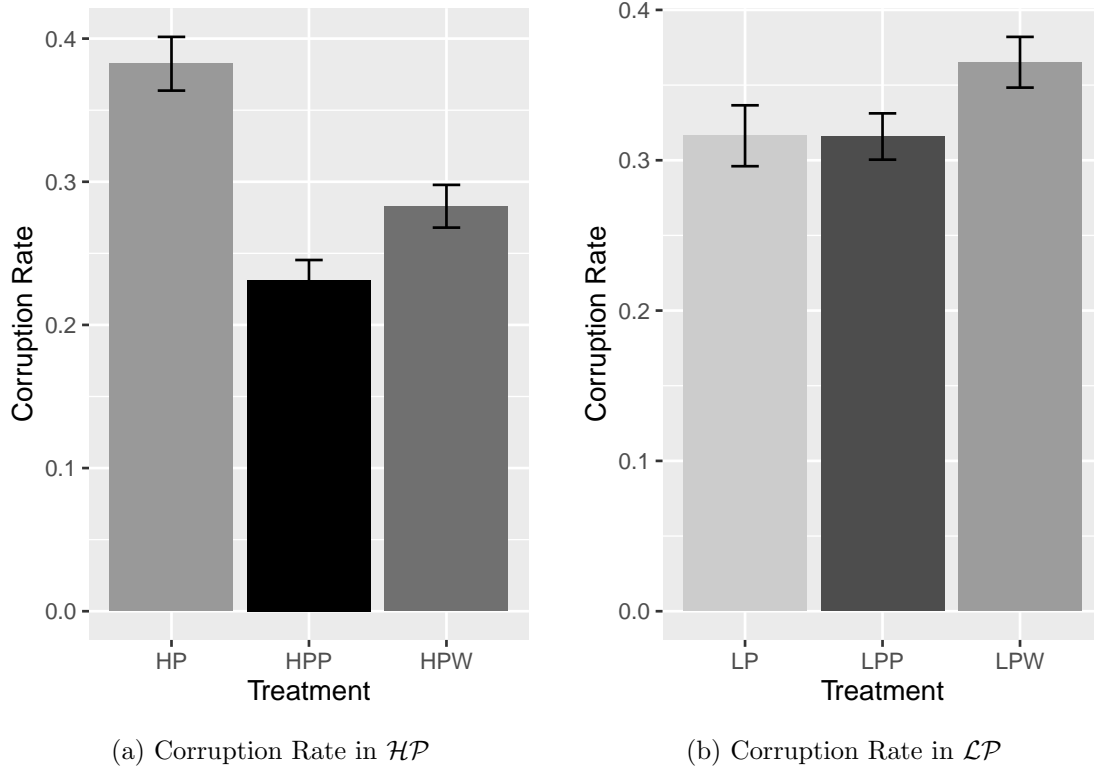 Corruption Rate
0.4
0.3
0.2
0.1
0.0
HP HPP HPW
Treatment
(a) Corruption Rate in HP
Corruption Rate
0.4
0.3
0.2
0.1
0.0
LP LPP LPW
Treatment
(b) Corruption Rate in LP